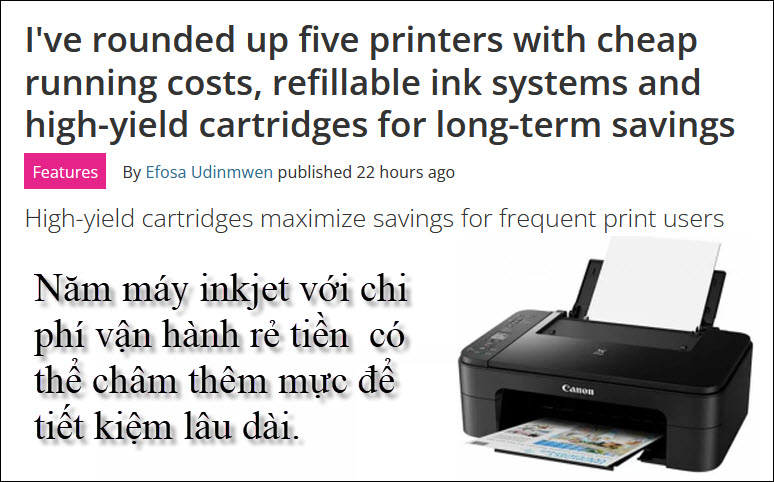 I've rounded up five printers with cheap
running costs, refillable ink systems and
high-yield cartridges for long-term savings
Features By Efosa Udinmwen published 22 hours ago
High-yield cartridges maximize savings for frequent print users
Năm máy inkjet với chi
phí vận hành rẻ tiền có
thể châm thêm mực để
tiết kiệm lâu dài.
Canon